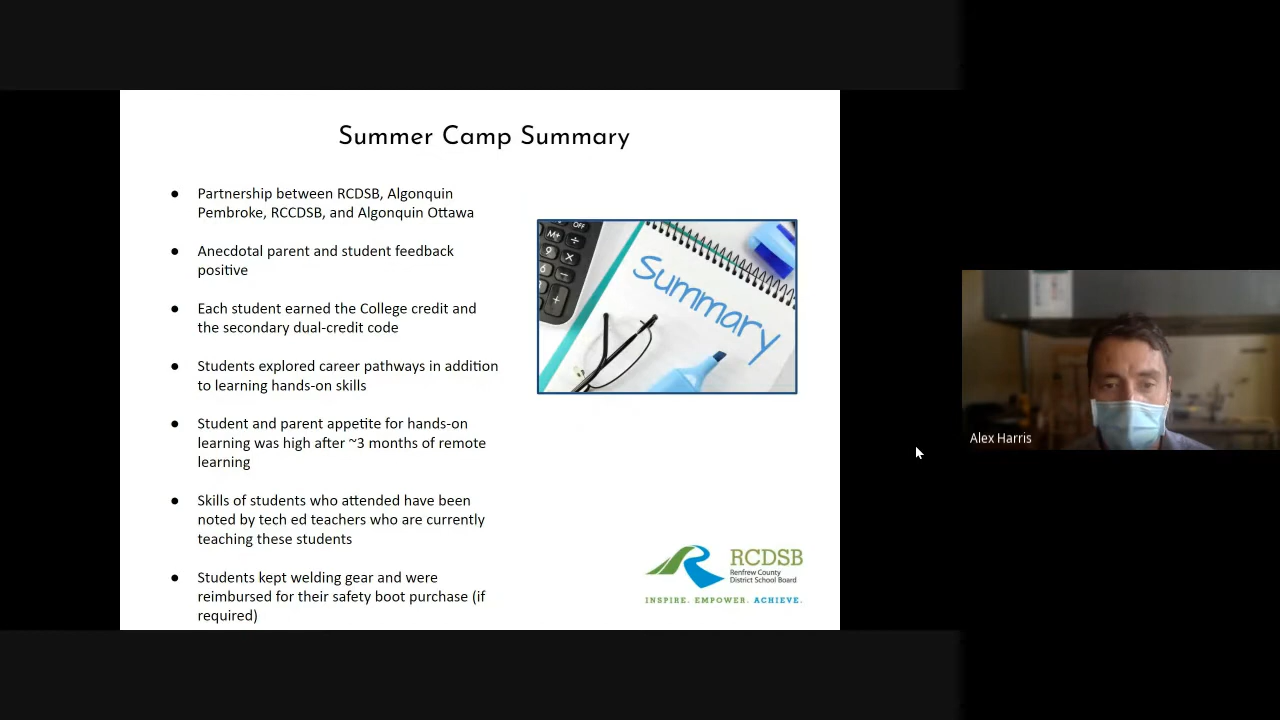 Summer Camp Summary
● Partnership between RCDSB, Algonquin
Pembroke, RCCDSB, and Algonquin Ottawa
● Anecdotal parent and student feedback
positive
● Each student earned the College credit and
the secondary dual-credit code
● Students explored career pathways in addition
to learning hands-on skills
● Student and parent appetite for hands-on
learning was high after ~3 months of remote
learning
● Skills of students who attended have been
noted by tech ed teachers who are currently
teaching these students
● Students kept welding gear and were
reimbursed for their safety boot purchase (if
required)
OFF
M+ ÷
9 ×
6 −
+
Summary
RCDSB
Renfrew County
District School Board
INSPIRE. EMPOWER. ACHIEVE.
Alex Harris